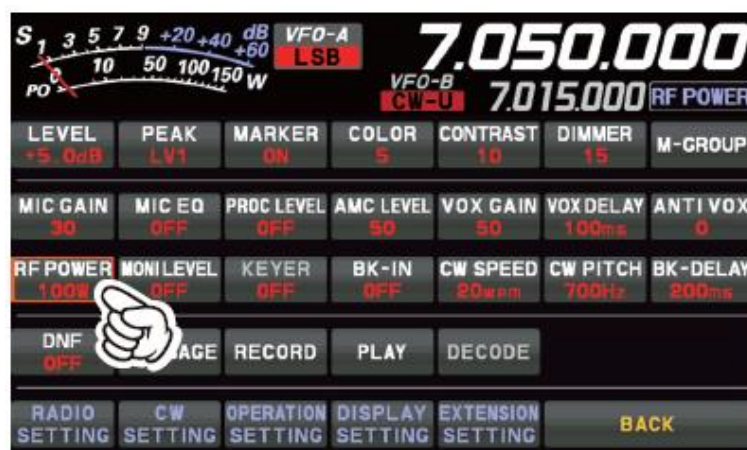 S 1 3 5 7 9 +20 +40 +60 dB
PO 0 10 50 100 150 W
VFO-A
LSB
7.050.000
VFO-B
CW-U
7.015.000
RF POWER
LEVEL PEAK MARKER COLOR CONTRAST DIMMER M-GROUP
+5.0dB LV1 ON 5 10 15
MIC GAIN MIC EQ PROC LEVEL AMC LEVEL VOX GAIN VOX DELAY ANTI VOX
30 OFF OFF 50 50 100ms 0
RF POWER MONI LEVEL KEYER BK-IN CW SPEED CW PITCH BK-DELAY
100W OFF OFF OFF 20wpm 700Hz 200ms
DNF AGE RECORD PLAY DECODE
OFF
RADIO CW OPERATION DISPLAY EXTENSION BACK
SETTING SETTING SETTING SETTING SETTING